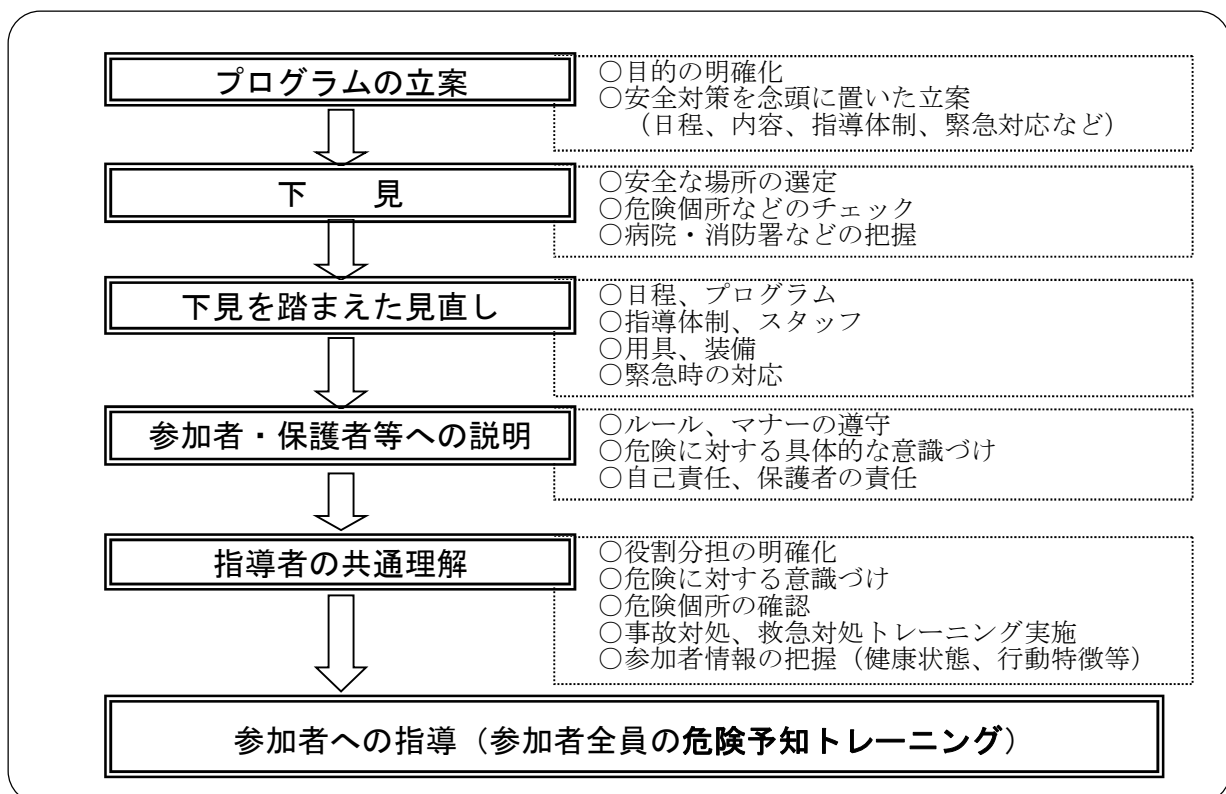 プログラムの立案
○目的の明確化
○安全対策を念頭に置いた立案
（日程、内容、指導体制、緊急対応など）
下　　見
○安全な場所の選定
○危険個所などのチェック
○病院・消防署などの把握
下見を踏まえた見直し
○日程、プログラム
○指導体制、スタッフ
○用具、装備
○緊急時の対応
参加者・保護者等への説明
○ルール、マナーの遵守
○危険に対する具体的な意識づけ
○自己責任、保護者の責任
指導者の共通理解
○役割分担の明確化
○危険に対する意識づけ
○危険個所の確認
○事故対処、救急対処トレーニング実施
○参加者情報の把握（健康状態、行動特徴等）
参加者への指導（参加者全員の危険予知トレーニング）